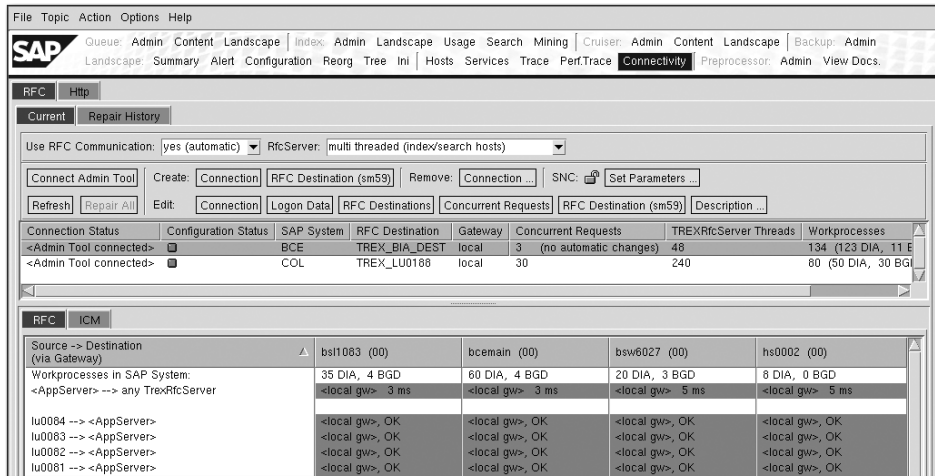 File Topic Action Options Help
SAP Queue: Admin Content Landscape Index: Admin Landscape Usage Search Mining Cruiser: Admin Content Landscape Backup: Admin
Landscape: Summary Alert Configuration Reorg Tree Ini Hosts Services Trace Perf.Trace Connectivity Preprocessor: Admin View Docs.
RFC Http
Current Repair History
Use RFC Communication: yes (automatic) RfcServer: multi threaded (index/search hosts)
Connect Admin Tool Create: Connection RFC Destination (sm59) Remove: Connection ... SNC: Set Parameters ...
Refresh Repair All Edit: Connection Logon Data RFC Destinations Concurrent Requests RFC Destination (sm59) Description ...
Connection Status Configuration Status SAP System RFC Destination Gateway Concurrent Requests TREXRfcServer Threads Workprocesses
<Admin Tool connected> BCE TREX_BIA_DEST local 3 (no automatic changes) 48 134 (123 DIA, 11 B
<Admin Tool connected> COL TREX_LU0188 local 30 240 80 (50 DIA, 30 BG
RFC ICM
Source -> Destination
(via Gateway) bsl1083 (00) bcemain (00) bsw6027 (00) hs0002 (00)
Workprocesses in SAP System: 35 DIA, 4 BGD 60 DIA, 4 BGD 20 DIA, 3 BGD 8 DIA, 0 BGD
<AppServer> --> any TrexRfcServer <local gw> 3 ms <local gw> 3 ms <local gw> 5 ms <local gw> 5 ms
lu0084 --> <AppServer> <local gw>, OK <local gw>, OK <local gw>, OK <local gw>, OK
lu0083 --> <AppServer> <local gw>, OK <local gw>, OK <local gw>, OK <local gw>, OK
lu0082 --> <AppServer> <local gw>, OK <local gw>, OK <local gw>, OK <local gw>, OK
lu0081 --> <AppServer> <local gw>, OK <local gw>, OK <local gw>, OK <local gw>, OK